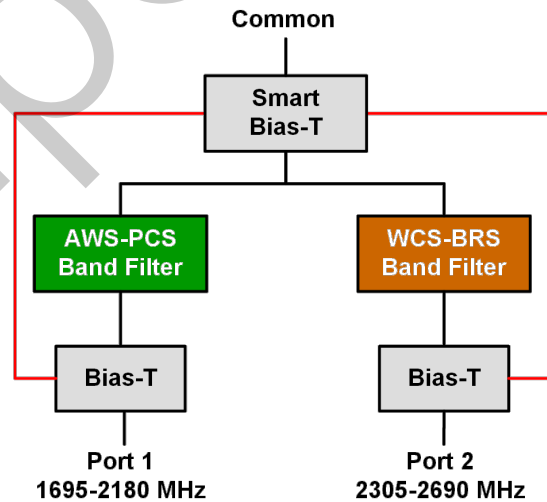 Common
Smart
Bias-T
AWS-PCS
Band Filter
WCS-BRS
Band Filter
Bias-T
Bias-T
Port 1
1695-2180 MHz
Port 2
2305-2690 MHz